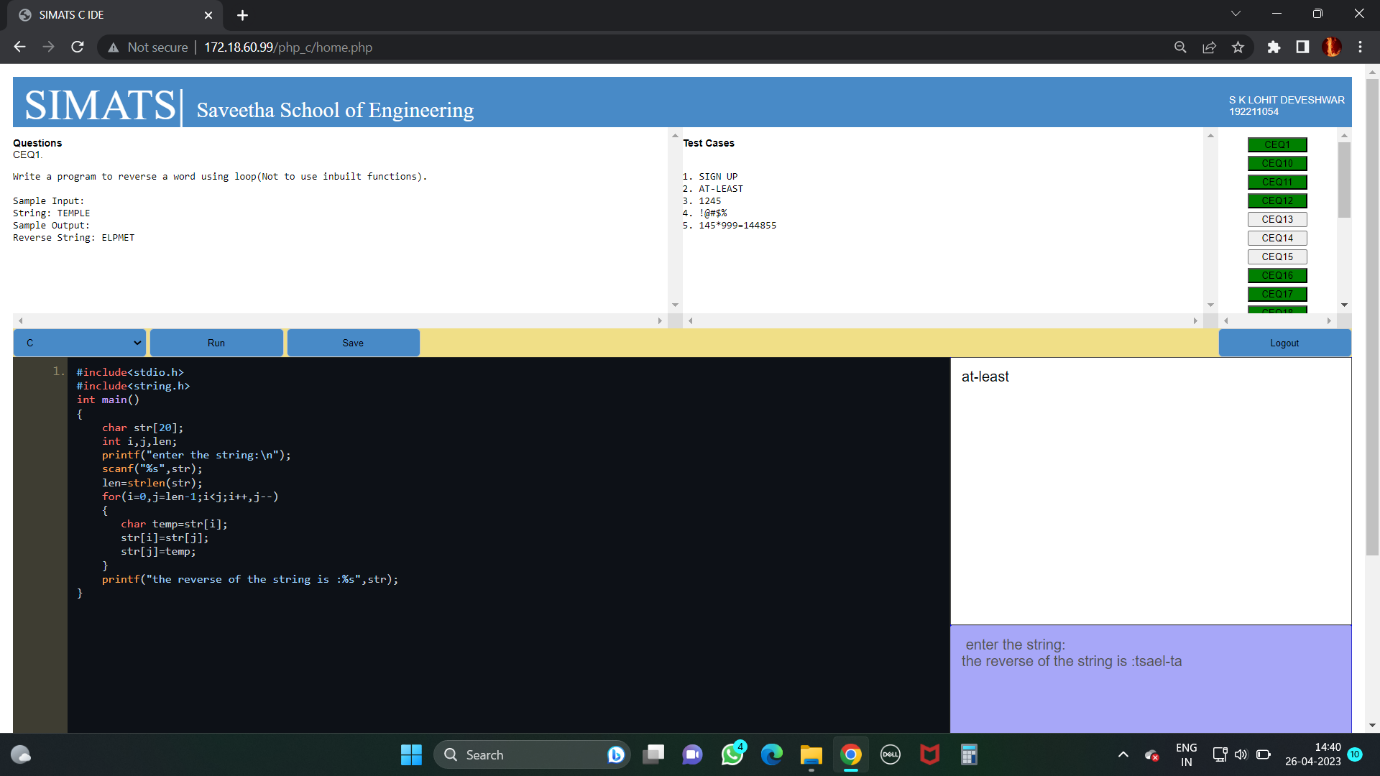 SIMATS C IDE
Not secure
172.18.60.99/php_c/home.php
SIMATS| Saveetha School of Engineering
S K LOHIT DEVESHWAR
192211054
Questions
CEQ1.
Write a program to reverse a word using loop(Not to use inbuilt functions).
Sample Input:
String: TEMPLE
Sample Output:
Reverse String: ELPMET
Test Cases
1. SIGN UP
2. AT-LEAST
3. 1245
4. !@#$%
5. 145*999=144855
CEQ1
CEQ10
CEQ11
CEQ12
CEQ13
CEQ14
CEQ15
CEQ16
CEQ17
CEQ18
C
Run
Save
Logout
1.
#include<stdio.h>
#include<string.h>
int main()
{
char str[20];
int i,j,len;
printf("enter the string:\n");
scanf("%s",str);
len=strlen(str);
for(i=0,j=len-1;i<j;i++,j--)
{
char temp=str[i];
str[i]=str[j];
str[j]=temp;
}
printf("the reverse of the string is :%s",str);
}
at-least
enter the string:
the reverse of the string is :tsael-ta
Search
4
DELL
ENG
IN
14:40
26-04-2023
10